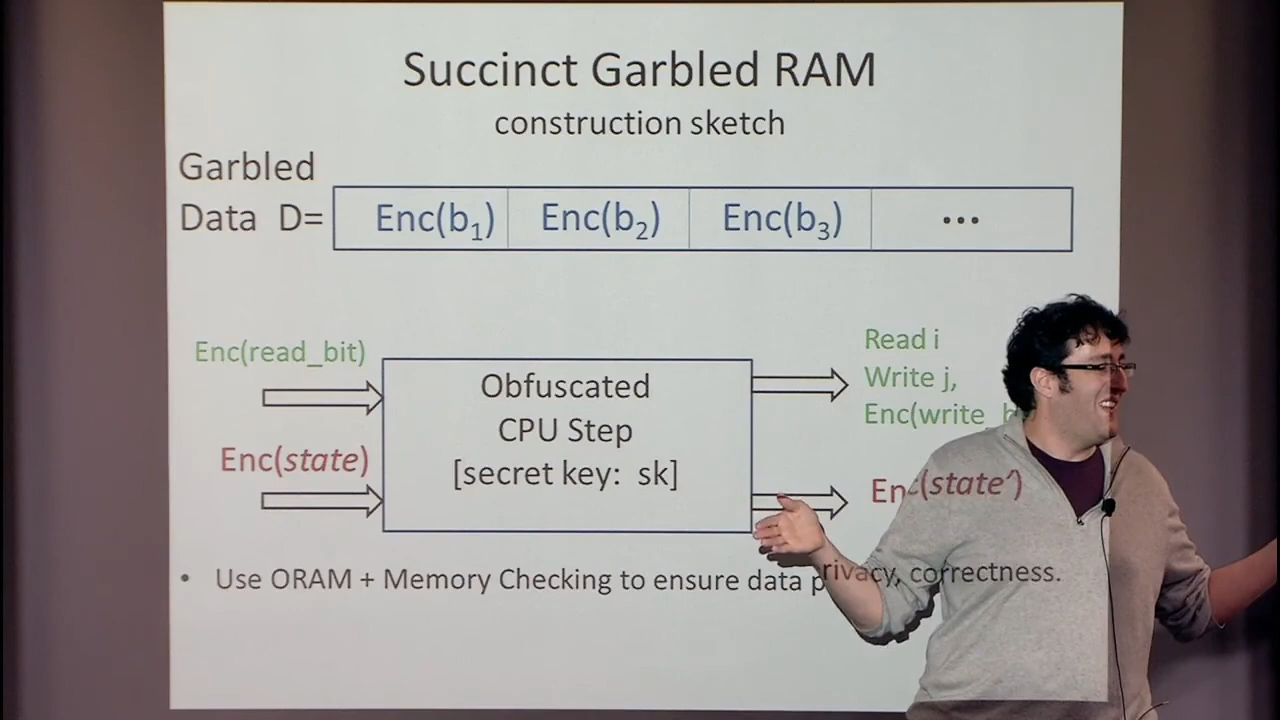 Succinct Garbled RAM
construction sketch
Garbled
Data D=
Enc(b₁) Enc(b₂) Enc(b₃) •••
Enc(read_bit)
Enc(state)
Obfuscated
CPU Step
[secret key: sk]
Read i
Write j,
Enc(write_b
Enc(state′)
• Use ORAM + Memory Checking to ensure data privacy, correctness.